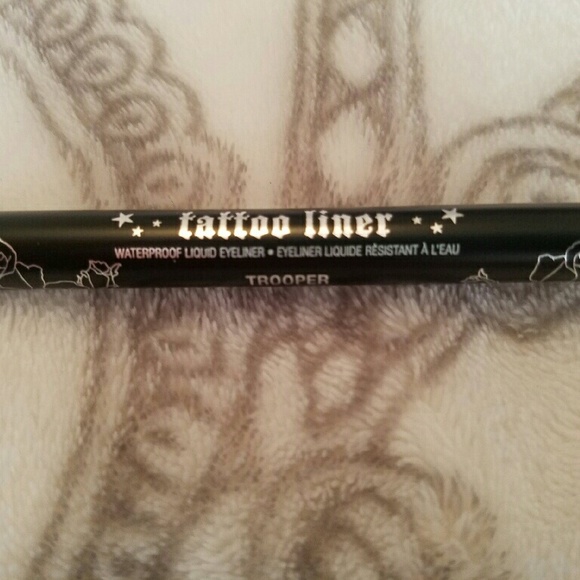 tattoo liner
WATERPROOF LIQUID EYELINER • EYELINER LIQUIDE RÉSISTANT À L'EAU
TROOPER